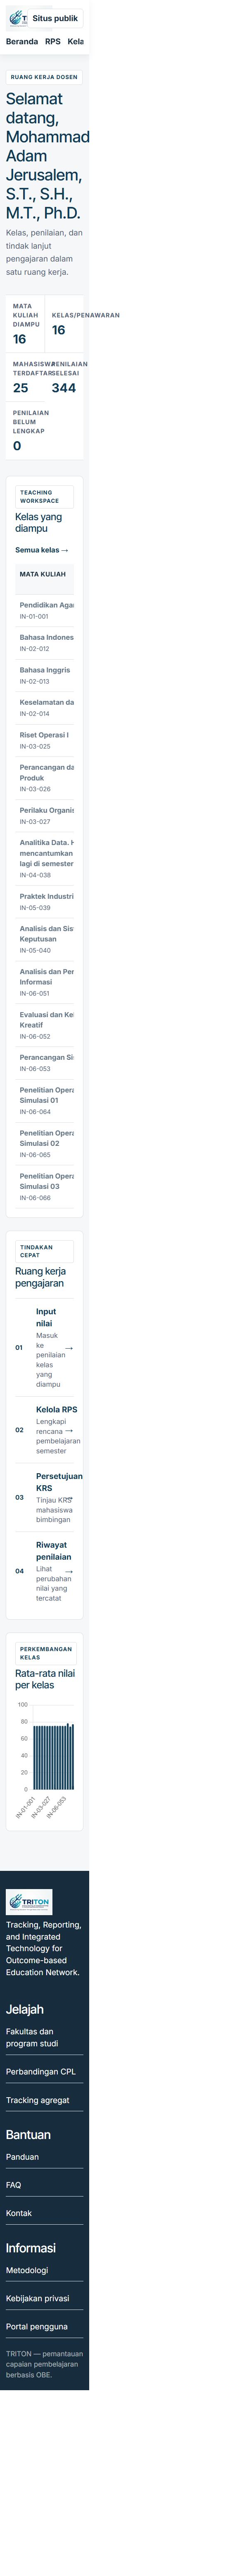 Situs publik
Beranda RPS Kela
RUANG KERJA DOSEN
Selamat
datang,
Mohammad
Adam
Jerusalem,
S.T., S.H.,
M.T., Ph.D.
Kelas, penilaian, dan
tindak lanjut
pengajaran dalam
satu ruang kerja.
MATA
KULIAH
DIAMPU
16
KELAS/PENAWARAN
16
MAHASISWA
TERDAFTAR
25
PENILAIAN
SELESAI
344
PENILAIAN
BELUM
LENGKAP
0
TEACHING
WORKSPACE
Kelas yang
diampu
Semua kelas →
MATA KULIAH
Pendidikan Agar
IN-01-001
Bahasa Indones
IN-02-012
Bahasa Inggris
IN-02-013
Keselamatan da
IN-02-014
Riset Operasi I
IN-03-025
Perancangan da
Produk
IN-03-026
Perilaku Organis
IN-03-027
Analitika Data. H
mencantumkan
lagi di semester
IN-04-038
Praktek Industri
IN-05-039
Analisis dan Sis
Keputusan
IN-05-040
Analisis dan Per
Informasi
IN-06-051
Evaluasi dan Ke
Kreatif
IN-06-052
Perancangan Si
IN-06-053
Penelitian Opera
Simulasi 01
IN-06-064
Penelitian Opera
Simulasi 02
IN-06-065
Penelitian Opera
Simulasi 03
IN-06-066
TINDAKAN
CEPAT
Ruang kerja
pengajaran
01
Input
nilai
Masuk
ke
penilaian
kelas
yang
diampu
→
02
Kelola RPS
Lengkapi
rencana
pembelajaran
semester
→
03
Persetujuan
KRS
Tinjau KRS
mahasiswa
bimbingan
→
04
Riwayat
penilaian
Lihat
perubahan
nilai yang
tercatat
→
PERKEMBANGAN
KELAS
Rata-rata nilai
per kelas
100
80
60
40
20
0
IN-01-001
IN-03-027
IN-06-053
TRITON
Tracking, Reporting,
and Integrated
Technology for
Outcome-based
Education Network.
Jelajah
Fakultas dan
program studi
Perbandingan CPL
Tracking agregat
Bantuan
Panduan
FAQ
Kontak
Informasi
Metodologi
Kebijakan privasi
Portal pengguna
TRITON — pemantauan
capaian pembelajaran
berbasis OBE.